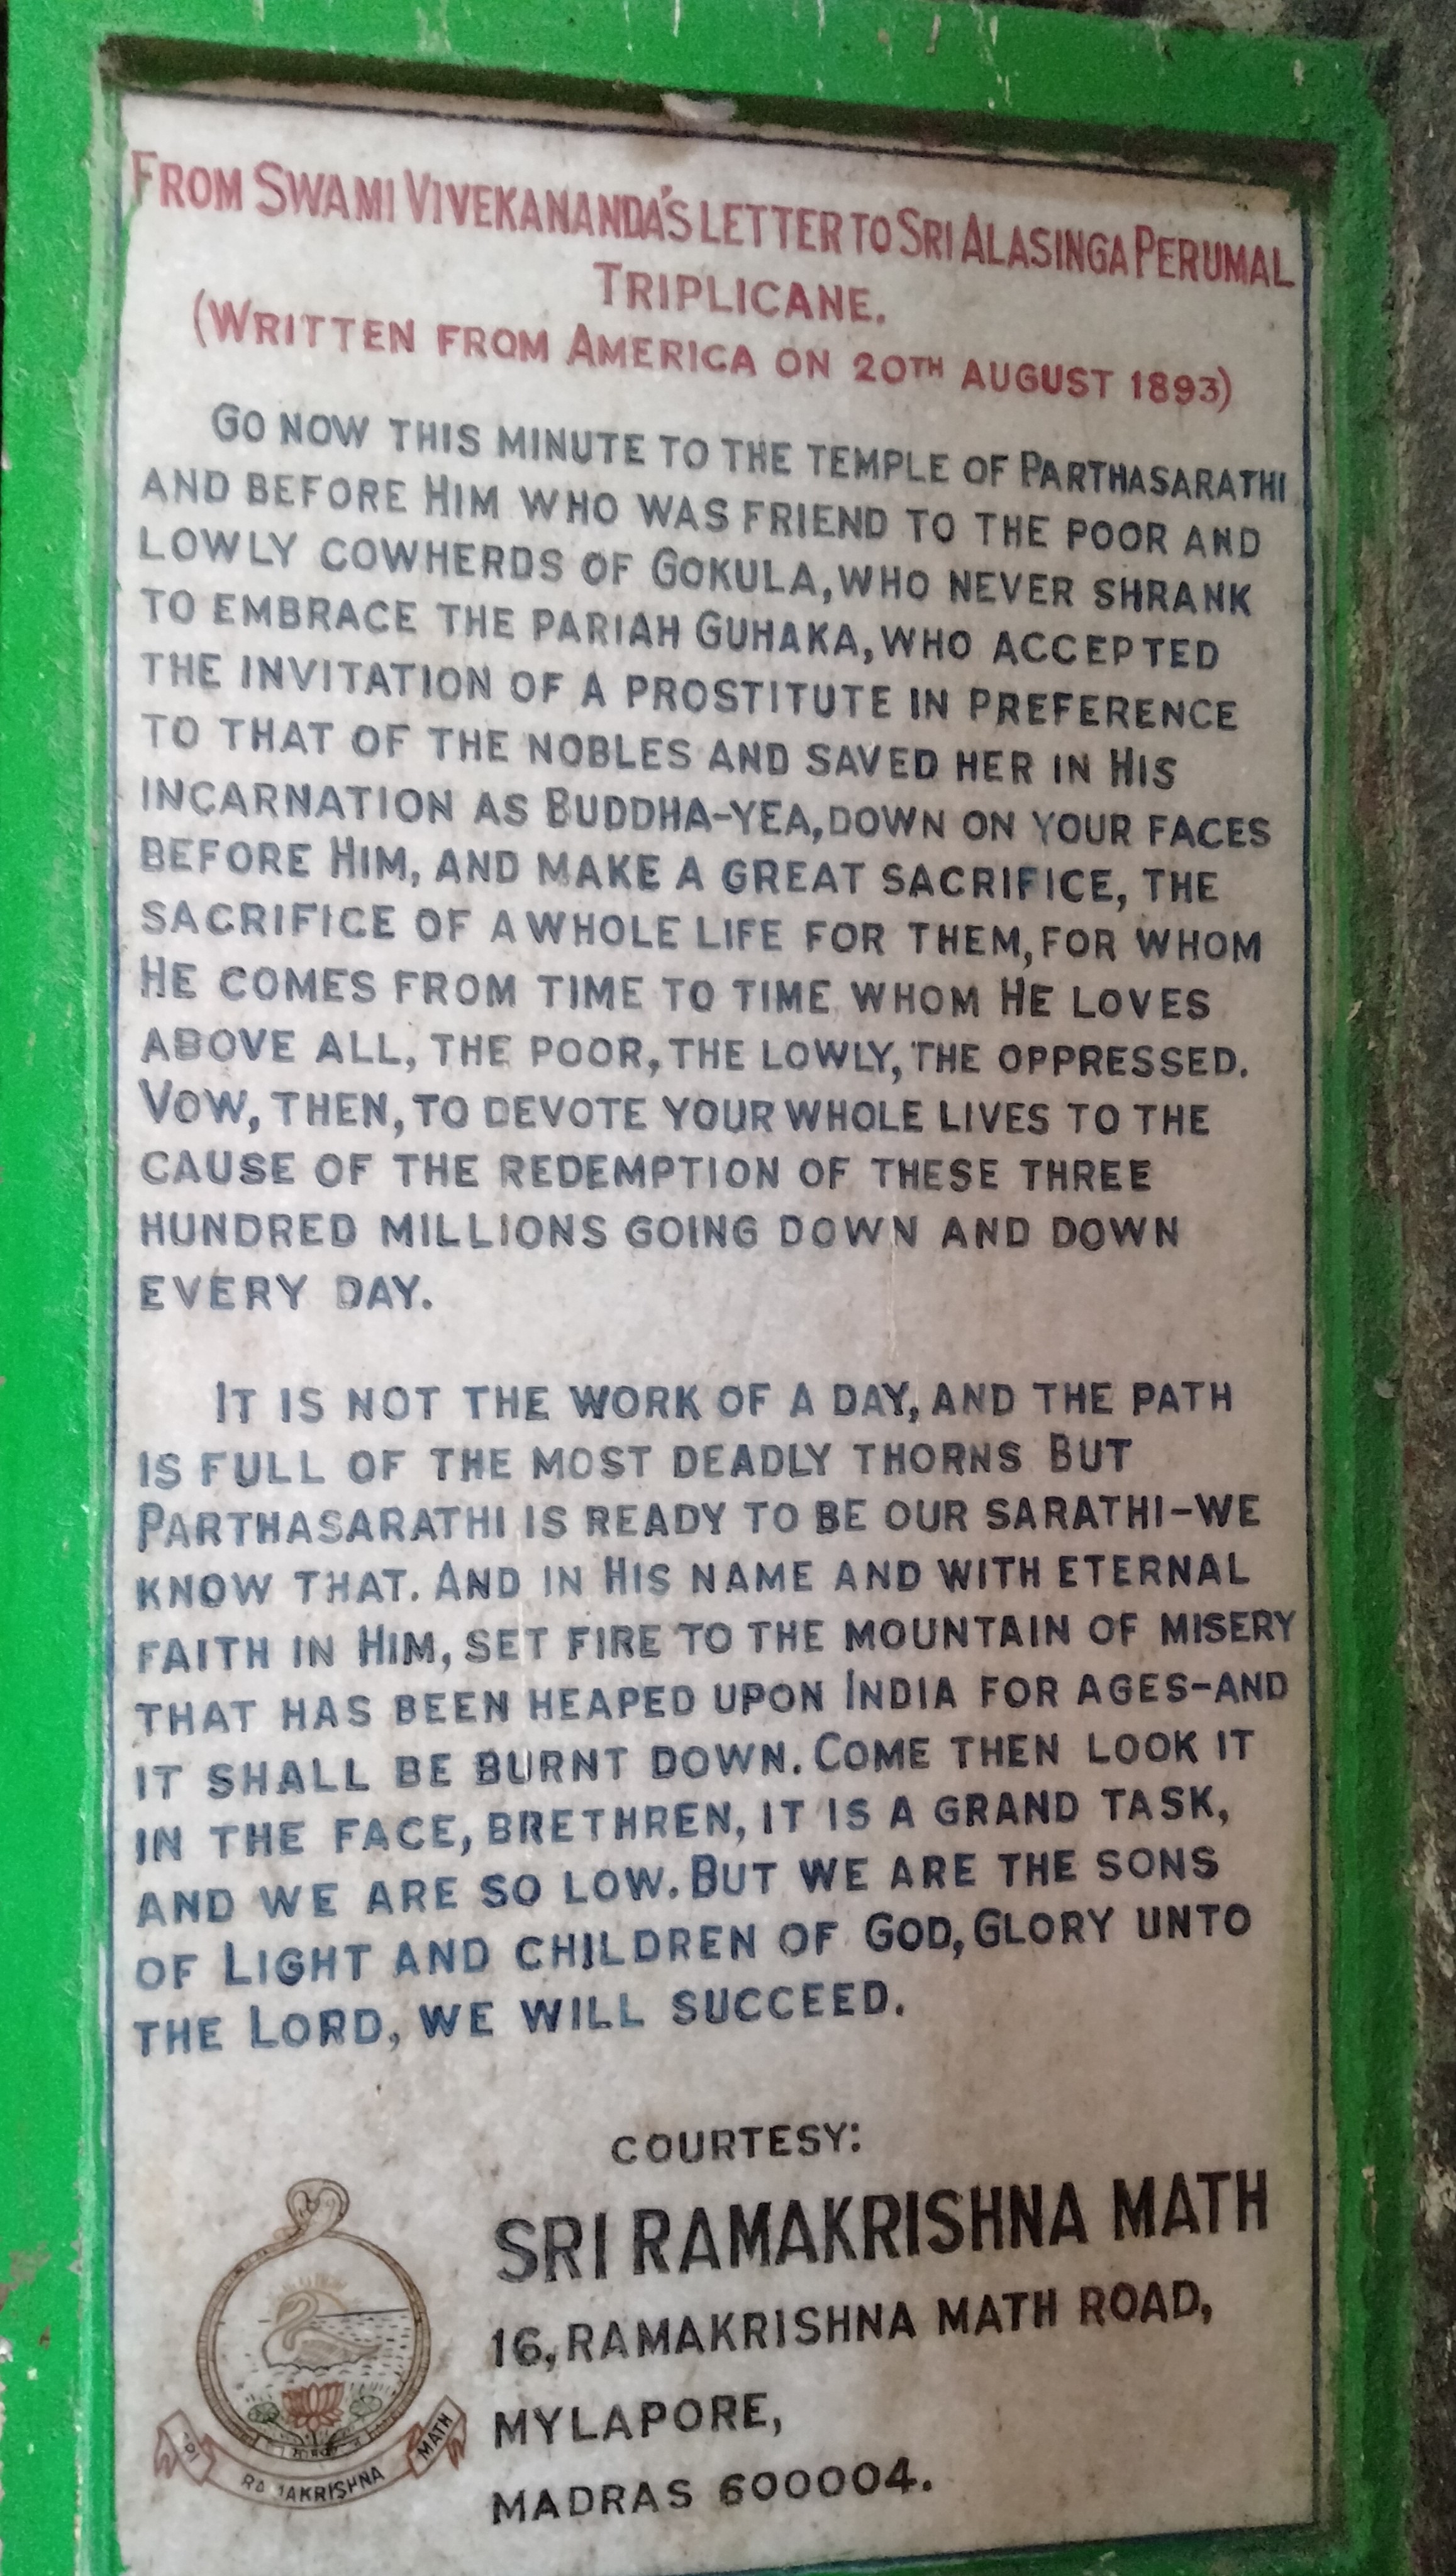 FROM SWAMI VIVEKANANDA'S LETTER TO SRI ALASINGA PERUMAL
TRIPLICANE.
(WRITTEN FROM AMERICA ON 20TH AUGUST 1893)
GO NOW THIS MINUTE TO THE TEMPLE OF PARTHASARATHI
AND BEFORE HIM WHO WAS FRIEND TO THE POOR AND
LOWLY COWHERDS OF GOKULA, WHO NEVER SHRANK
TO EMBRACE THE PARIAH GUHAKA, WHO ACCEPTED
THE INVITATION OF A PROSTITUTE IN PREFERENCE
TO THAT OF THE NOBLES AND SAVED HER IN HIS
INCARNATION AS BUDDHA-YEA, DOWN ON YOUR FACES
BEFORE HIM, AND MAKE A GREAT SACRIFICE, THE
SACRIFICE OF A WHOLE LIFE FOR THEM, FOR WHOM
HE COMES FROM TIME TO TIME WHOM HE LOVES
ABOVE ALL, THE POOR, THE LOWLY, THE OPPRESSED.
VOW, THEN, TO DEVOTE YOUR WHOLE LIVES TO THE
CAUSE OF THE REDEMPTION OF THESE THREE
HUNDRED MILLIONS GOING DOWN AND DOWN
EVERY DAY.
IT IS NOT THE WORK OF A DAY, AND THE PATH
IS FULL OF THE MOST DEADLY THORNS BUT
PARTHASARATHI IS READY TO BE OUR SARATHI-WE
KNOW THAT. AND IN HIS NAME AND WITH ETERNAL
FAITH IN HIM, SET FIRE TO THE MOUNTAIN OF MISERY
THAT HAS BEEN HEAPED UPON INDIA FOR AGES-AND
IT SHALL BE BURNT DOWN. COME THEN LOOK IT
IN THE FACE, BRETHREN, IT IS A GRAND TASK,
AND WE ARE SO LOW. BUT WE ARE THE SONS
OF LIGHT AND CHILDREN OF GOD, GLORY UNTO
THE LORD, WE WILL SUCCEED.
COURTESY:
SRI RAMAKRISHNA MATH
16, RAMAKRISHNA MATH ROAD,
MYLAPORE,
MADRAS 600004.
RAMAKRISHNA MATH